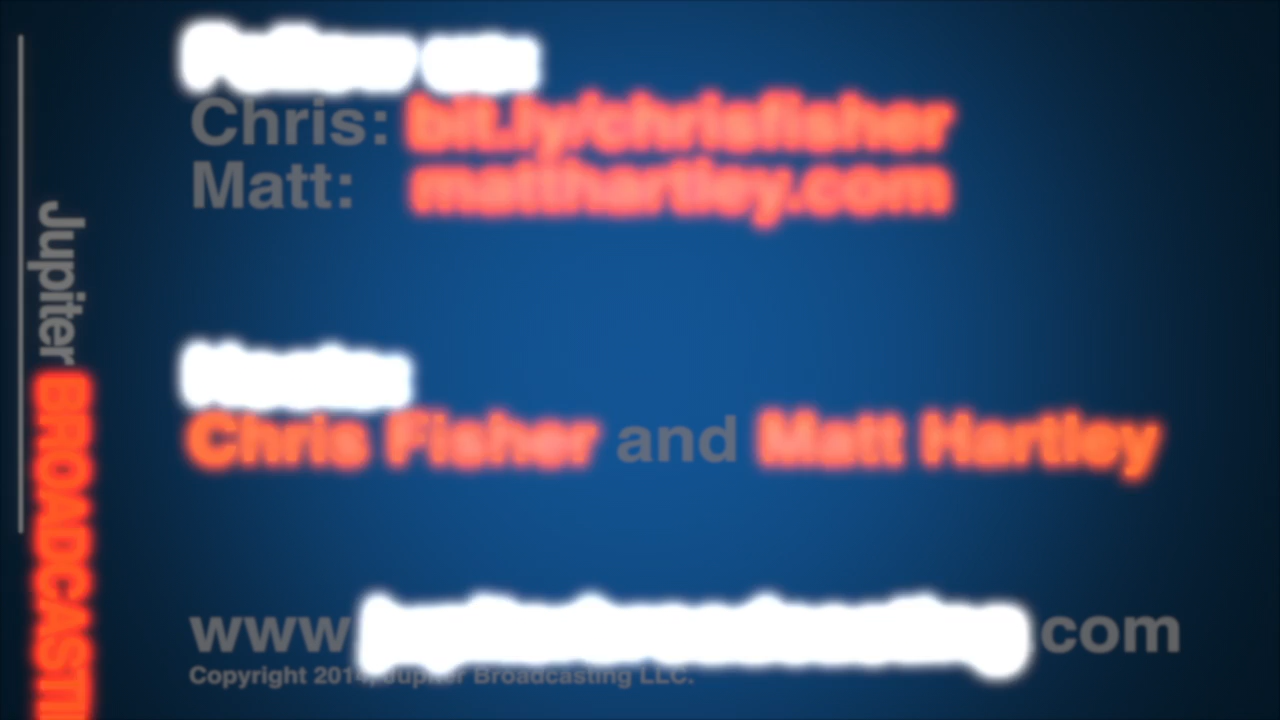 Chris: bit.ly/chrisfisher
Matt: matthartley.com
Chris Fisher and Matt Hartley
www com
Copyright 2014, Jupiter Broadcasting LLC.
Jupiter
BROADCASTI